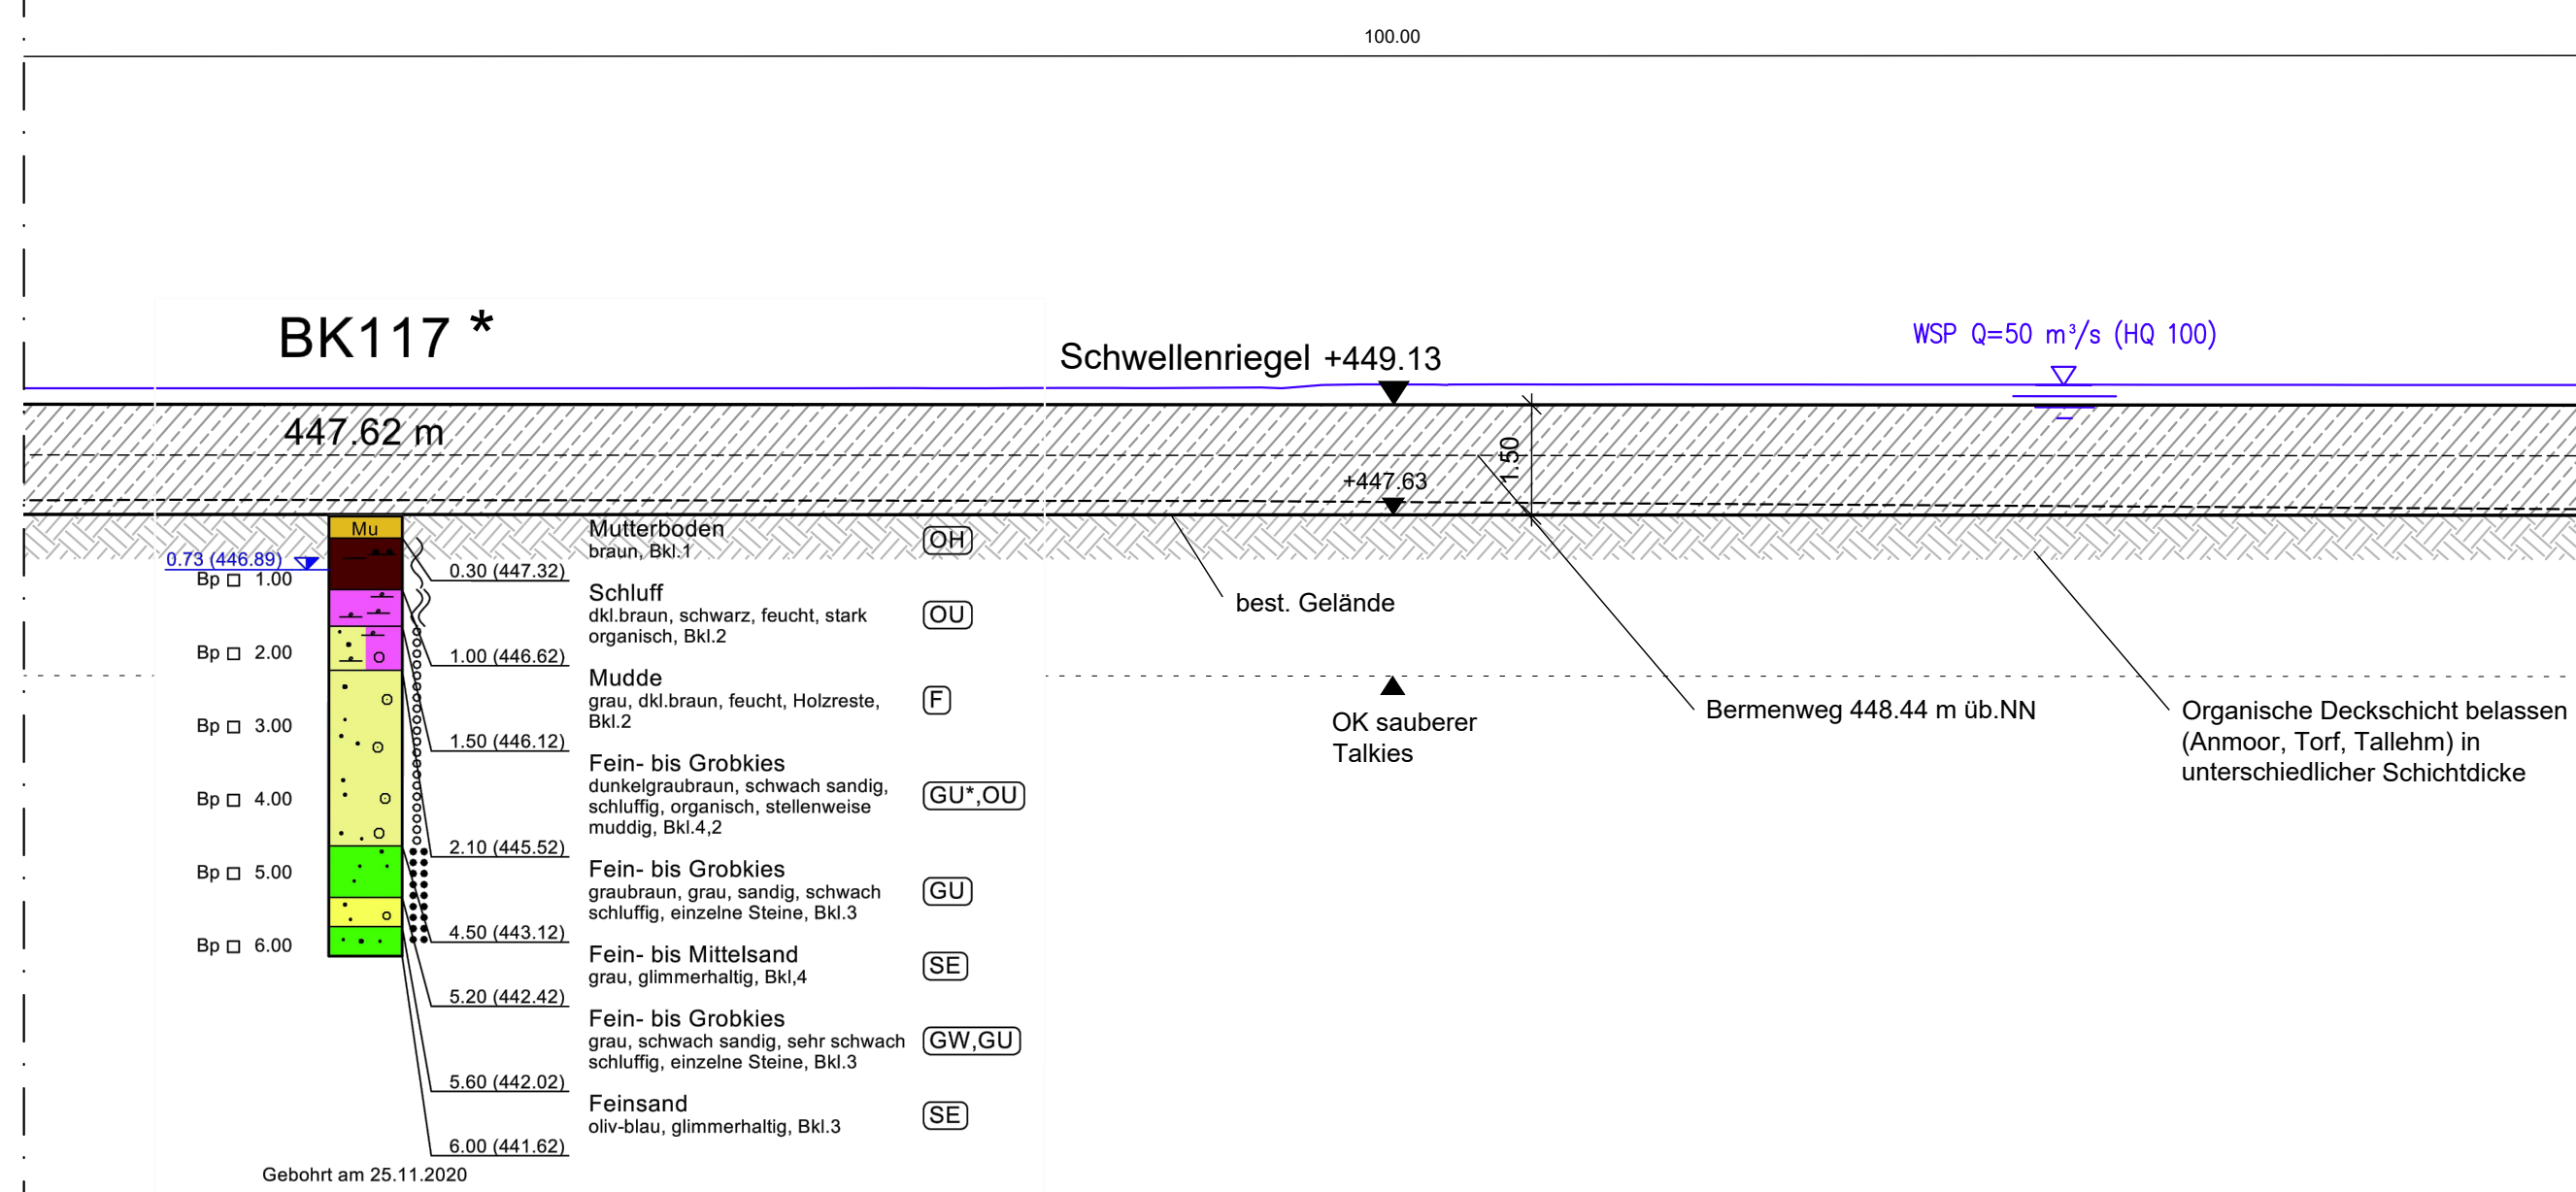 100.00
BK117 *
Schwellenriegel +449.13
WSP Q=50 m³/s (HQ 100)
447.62 m
1.50
+447.63
Mu
0.73 (446.89)
Bp 1.00
Bp 2.00
Bp 3.00
Bp 4.00
Bp 5.00
Bp 6.00
0.30 (447.32)
1.00 (446.62)
1.50 (446.12)
2.10 (445.52)
4.50 (443.12)
5.20 (442.42)
5.60 (442.02)
6.00 (441.62)
Mutterboden
braun, Bkl.1
OH
Schluff
dkl.braun, schwarz, feucht, stark
organisch, Bkl.2
OU
Mudde
grau, dkl.braun, feucht, Holzreste,
Bkl.2
F
Fein- bis Grobkies
dunkelgraubraun, schwach sandig,
schluffig, organisch, stellenweise
muddig, Bkl.4,2
GU*,OU
Fein- bis Grobkies
graubraun, grau, sandig, schwach
schluffig, einzelne Steine, Bkl.3
GU
Fein- bis Mittelsand
grau, glimmerhaltig, Bkl,4
SE
Fein- bis Grobkies
grau, schwach sandig, sehr schwach
schluffig, einzelne Steine, Bkl.3
GW,GU
Feinsand
oliv-blau, glimmerhaltig, Bkl.3
SE
Gebohrt am 25.11.2020
best. Gelände
OK sauberer
Talkies
Bermenweg 448.44 m üb.NN
Organische Deckschicht belassen
(Anmoor, Torf, Tallehm) in
unterschiedlicher Schichtdicke